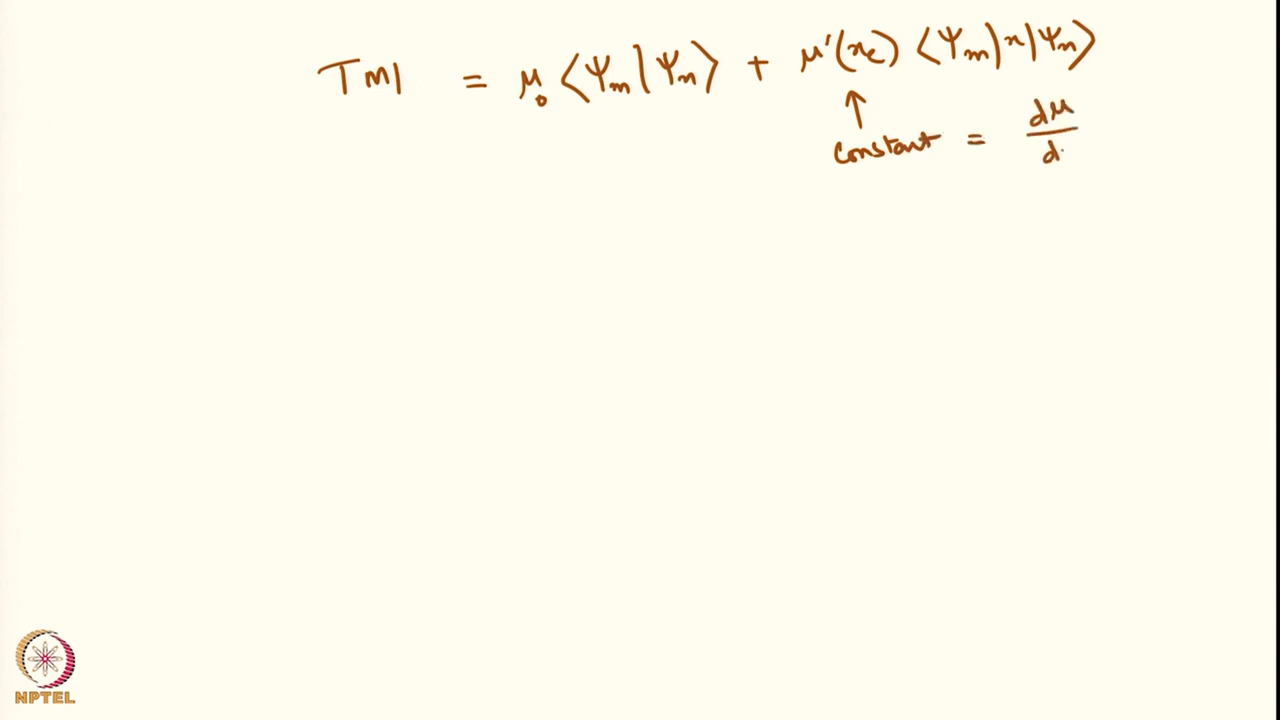 TMI = μ₀ ⟨Ψₘ|Ψₙ⟩ + μ'(xₑ) ⟨Ψₘ|x|Ψₙ⟩
↑
constant = dμ/d
NPTEL